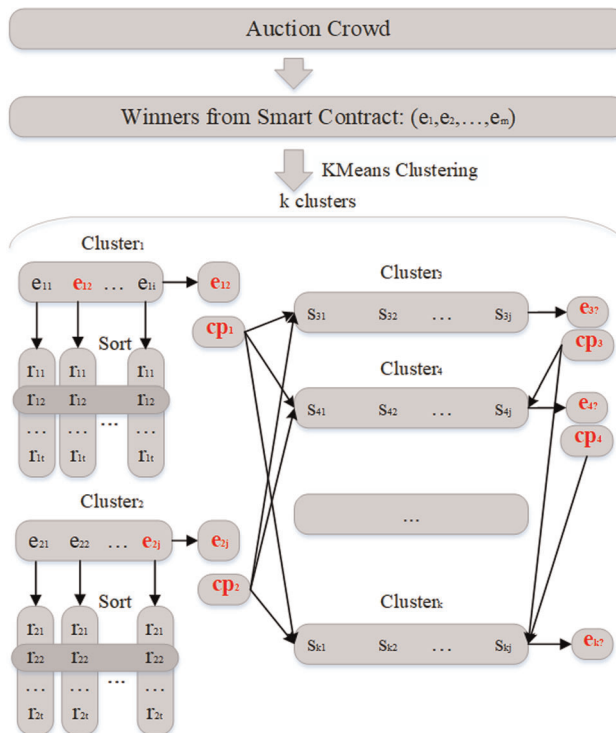 Auction Crowd
Winners from Smart Contract: (e1,e2,…,em)
KMeans Clustering
k clusters
Cluster1
e11 e12 … e1i e12
cp1
Sort
r11 r11 r11
r12 r12 r12
… … … …
r1t r1t r1t
Cluster2
e21 e22 … e2j e2j
cp2
Sort
r21 r21 r21
r22 r22 r22
… … … …
r2t r2t r2t
Cluster3
s31 s32 … s3j e3?
cp3
Cluster4
s41 s42 … s4j e4?
cp4
…
Clusterk
sk1 sk2 … skj ek?